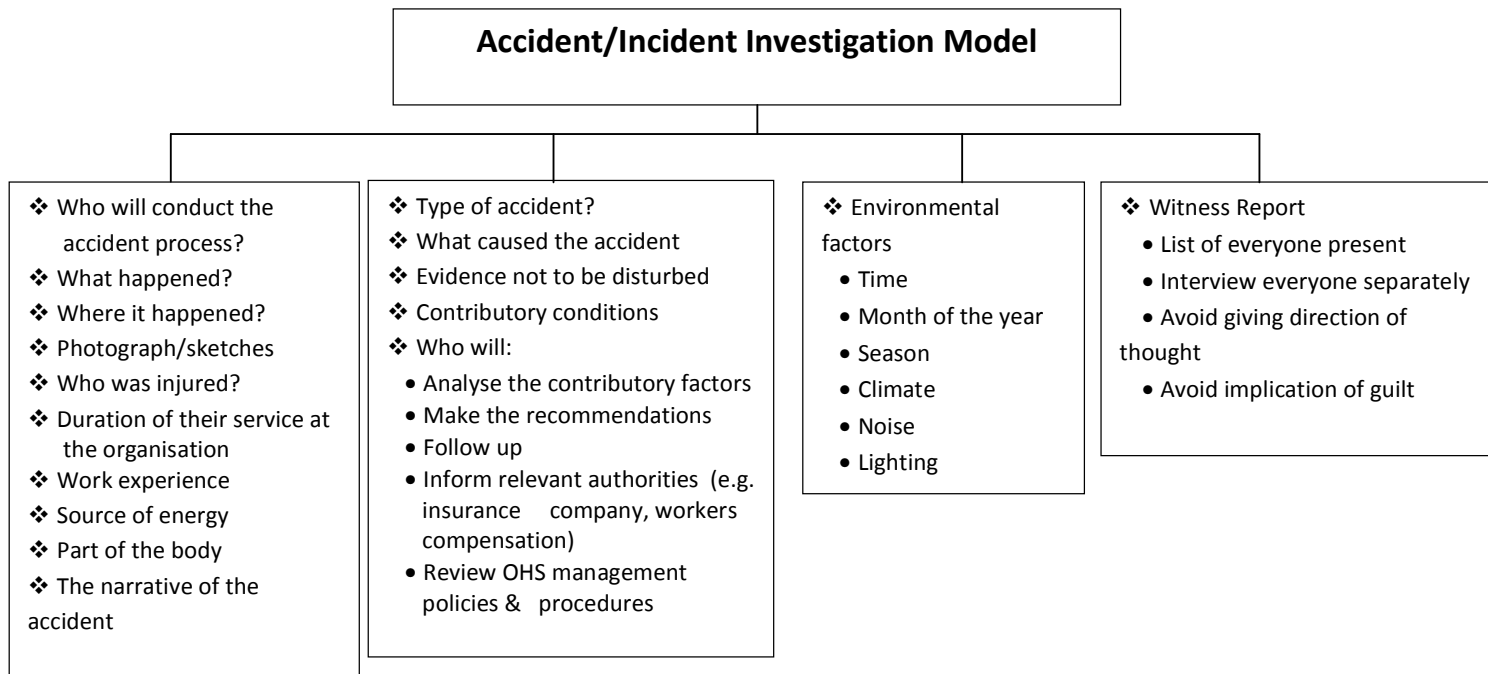 Accident/Incident Investigation Model
❖ Who will conduct the
accident process?
❖ What happened?
❖ Where it happened?
❖ Photograph/sketches
❖ Who was injured?
❖ Duration of their service at
the organisation
❖ Work experience
❖ Source of energy
❖ Part of the body
❖ The narrative of the
accident
❖ Type of accident?
❖ What caused the accident
❖ Evidence not to be disturbed
❖ Contributory conditions
❖ Who will:
• Analyse the contributory factors
• Make the recommendations
• Follow up
• Inform relevant authorities (e.g.
insurance company, workers
compensation)
• Review OHS management
policies & procedures
❖ Environmental
factors
• Time
• Month of the year
• Season
• Climate
• Noise
• Lighting
❖ Witness Report
• List of everyone present
• Interview everyone separately
• Avoid giving direction of
thought
• Avoid implication of guilt